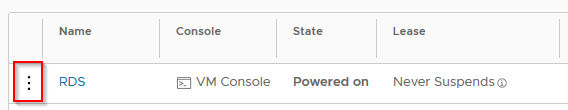 Name Console State Lease
RDS VM Console Powered on Never Suspends